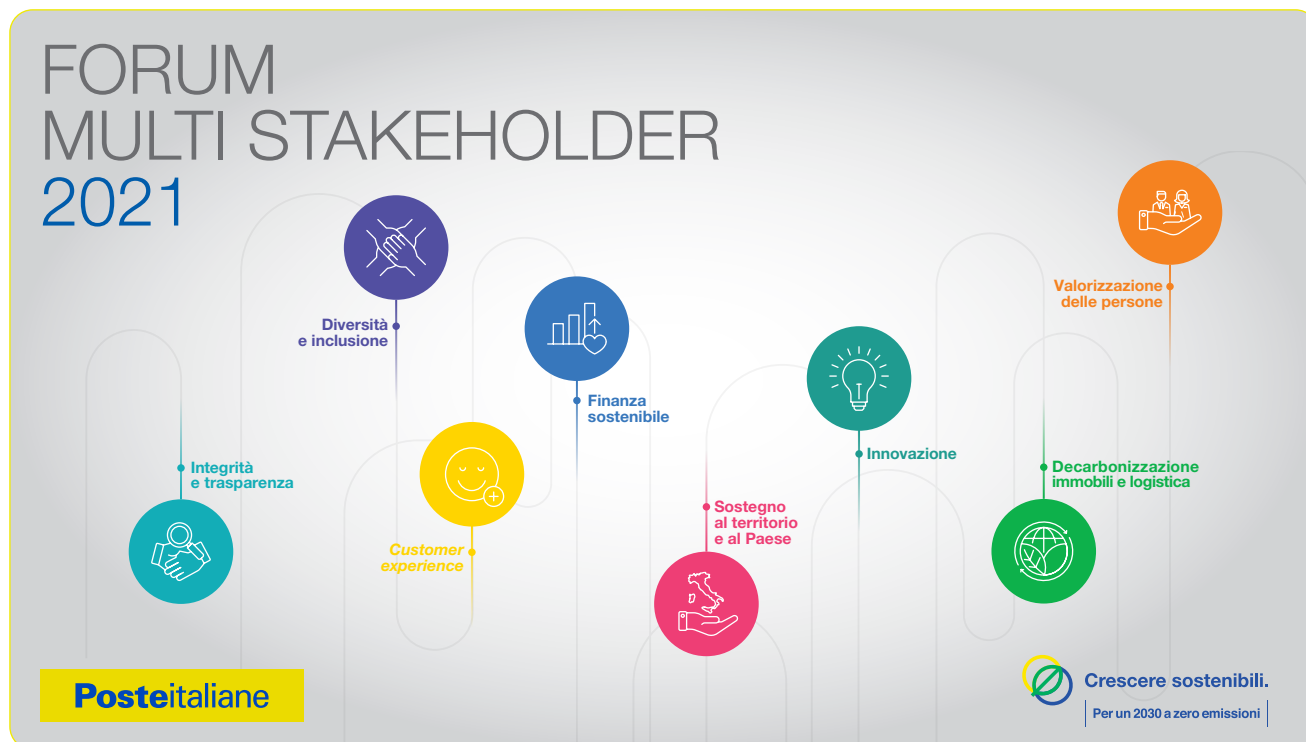 FORUM
MULTI STAKEHOLDER
2021
Diversità
e inclusione
Valorizzazione
delle persone
Finanza
sostenibile
Integrità
e trasparenza
Customer
experience
Sostegno
al territorio
e al Paese
Innovazione
Decarbonizzazione
immobili e logistica
Posteitaliane
Crescere sostenibili.
Per un 2030 a zero emissioni